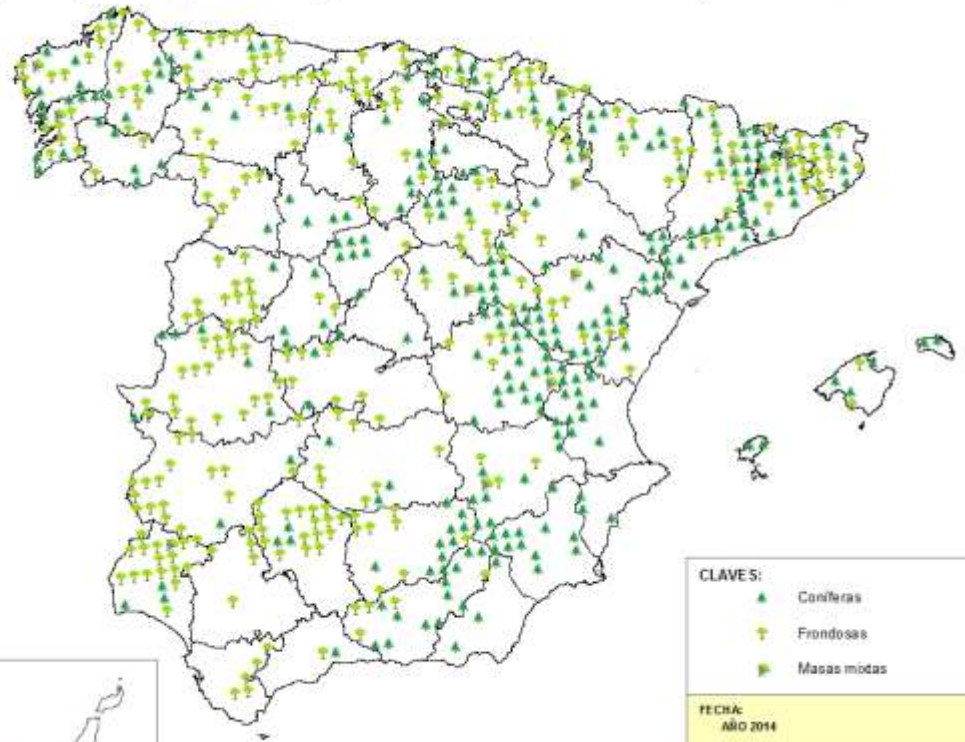 CLAVES:
Coníferas
Frondosas
Masas mixtas
FECHA:
AÑO 2014